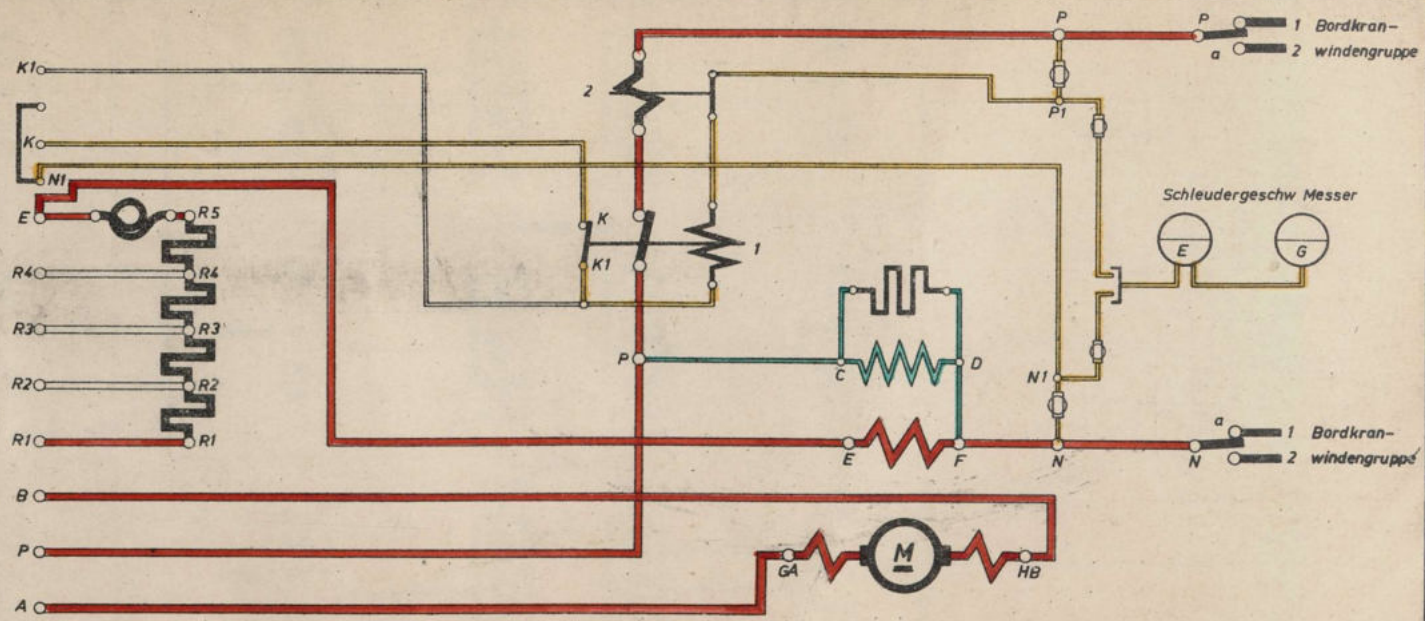 P P 1 Bordkran-
a 2 windengruppe
K1
2 1
P1
K
N1
Schleudergeschw Messer
E R5 K E G
K1 1
R4 R4
R3 R3
P C D N1
R2 R2
a 1 Bordkran-
R1 R1 E F N N 2 windengruppe
B
P GA M HB
A